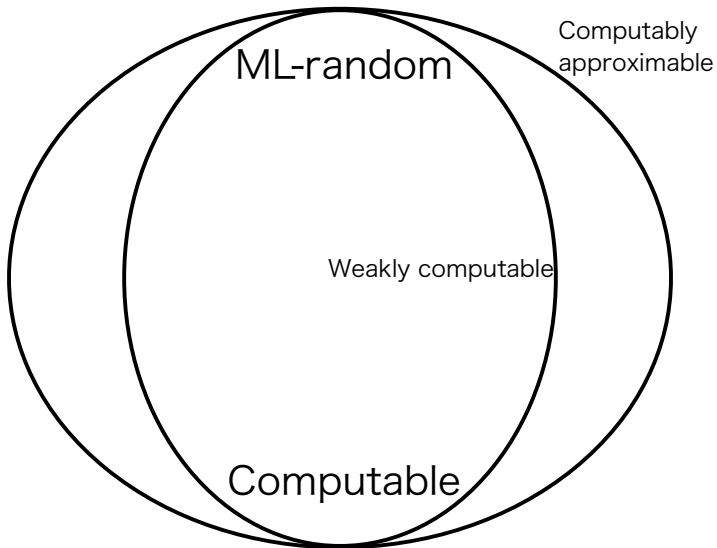 Computably
approximable
ML-random
Weakly computable
Computable